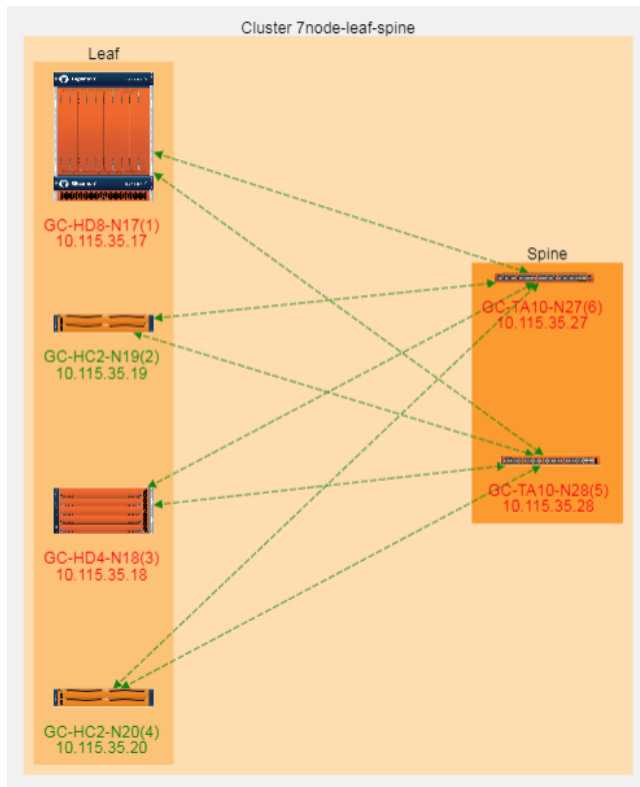 Cluster 7node-leaf-spine
Leaf
GC-HD8-N17(1)
10.115.35.17
GC-HC2-N19(2)
10.115.35.19
GC-HD4-N18(3)
10.115.35.18
GC-HC2-N20(4)
10.115.35.20
Spine
GC-TA10-N27(6)
10.115.35.27
GC-TA10-N28(5)
10.115.35.28